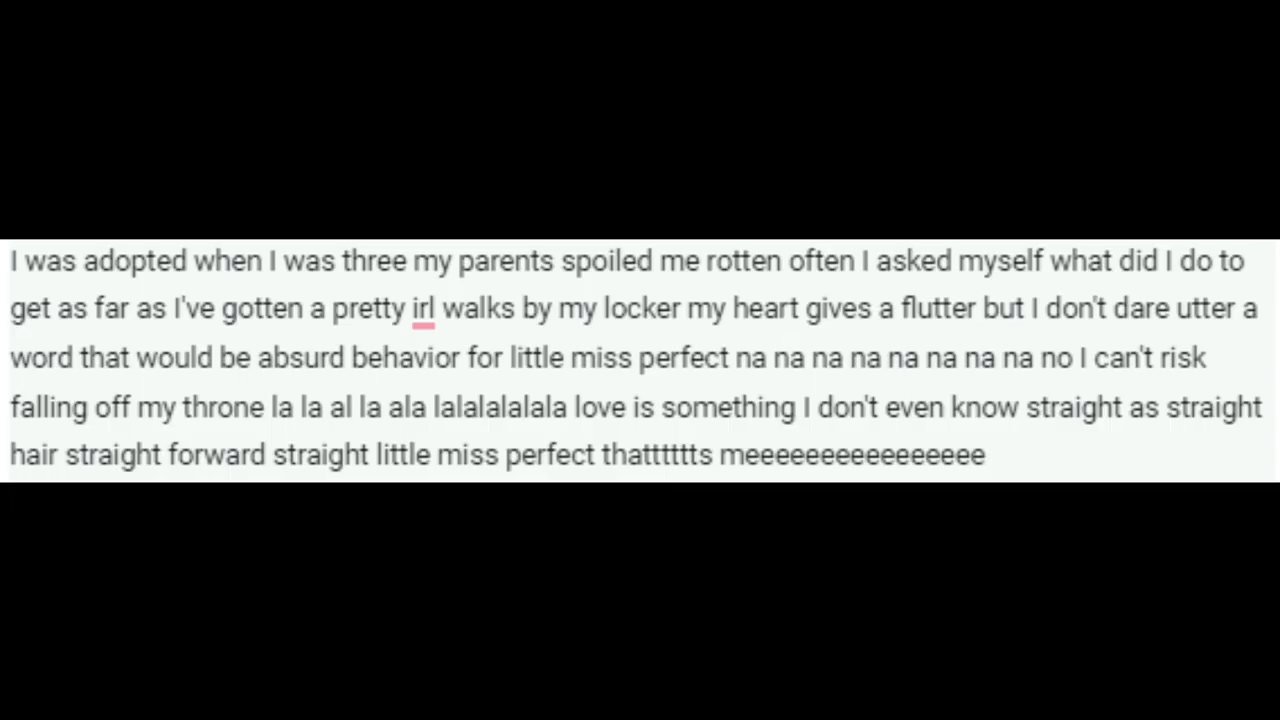 I was adopted when I was three my parents spoiled me rotten often I asked myself what did I do to
get as far as I've gotten a pretty irl walks by my locker my heart gives a flutter but I don't dare utter a
word that would be absurd behavior for little miss perfect na na na na na na na na no I can't risk
falling off my throne la la al la ala lalalalalala love is something I don't even know straight as straight
hair straight forward straight little miss perfect thatttttts meeeeeeeeeeeeeeee